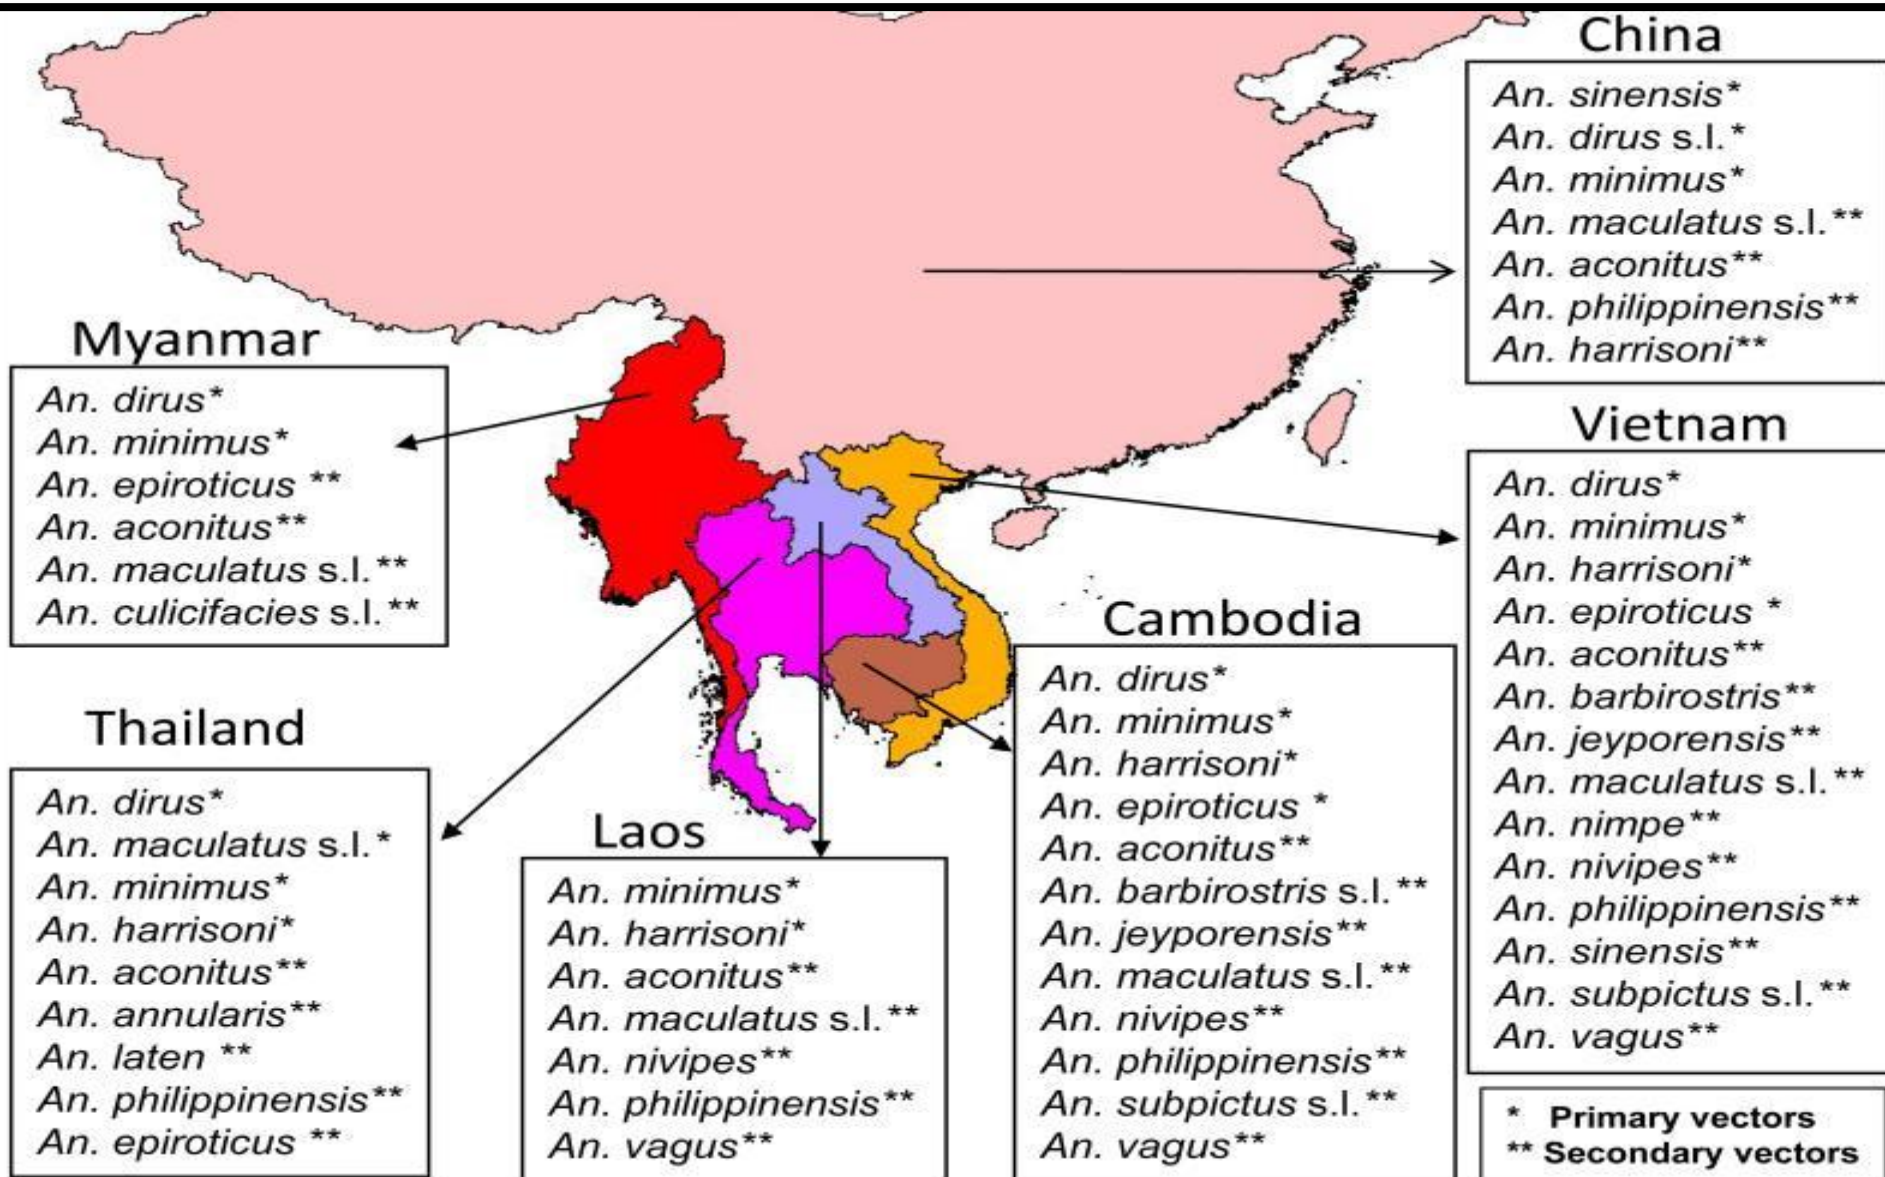 China
An. sinensis*
An. dirus s.l.*
An. minimus*
An. maculatus s.l.**
An. aconitus**
An. philippinensis**
An. harrisoni**
Myanmar
An. dirus*
An. minimus*
An. epiroticus **
An. aconitus**
An. maculatus s.l.**
An. culicifacies s.l.**
Vietnam
An. dirus*
An. minimus*
An. harrisoni*
An. epiroticus *
An. aconitus**
An. barbirostris**
An. jeyporensis**
An. maculatus s.l.**
An. nimpe**
An. nivipes**
An. philippinensis**
An. sinensis**
An. subpictus s.l.**
An. vagus**
Thailand
An. dirus*
An. maculatus s.l.*
An. minimus*
An. harrisoni*
An. aconitus**
An. annularis**
An. laten **
An. philippinensis**
An. epiroticus **
Laos
An. minimus*
An. harrisoni*
An. aconitus**
An. maculatus s.l.**
An. nivipes**
An. philippinensis**
An. vagus**
Cambodia
An. dirus*
An. minimus*
An. harrisoni*
An. epiroticus *
An. aconitus**
An. barbirostris s.l.**
An. jeyporensis**
An. maculatus s.l.**
An. nivipes**
An. philippinensis**
An. subpictus s.l.**
An. vagus**
* Primary vectors
** Secondary vectors